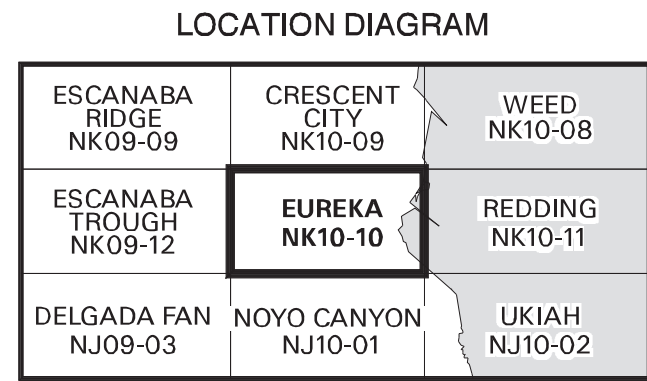 LOCATION DIAGRAM
ESCANABA
RIDGE
NK09-09
CRESCENT
CITY
NK10-09
WEED
NK10-08
ESCANABA
TROUGH
NK09-12
EUREKA
NK10-10
REDDING
NK10-11
DELGADA FAN
NJ09-03
NOYO CANYON
NJ10-01
UKIAH
NJ10-02